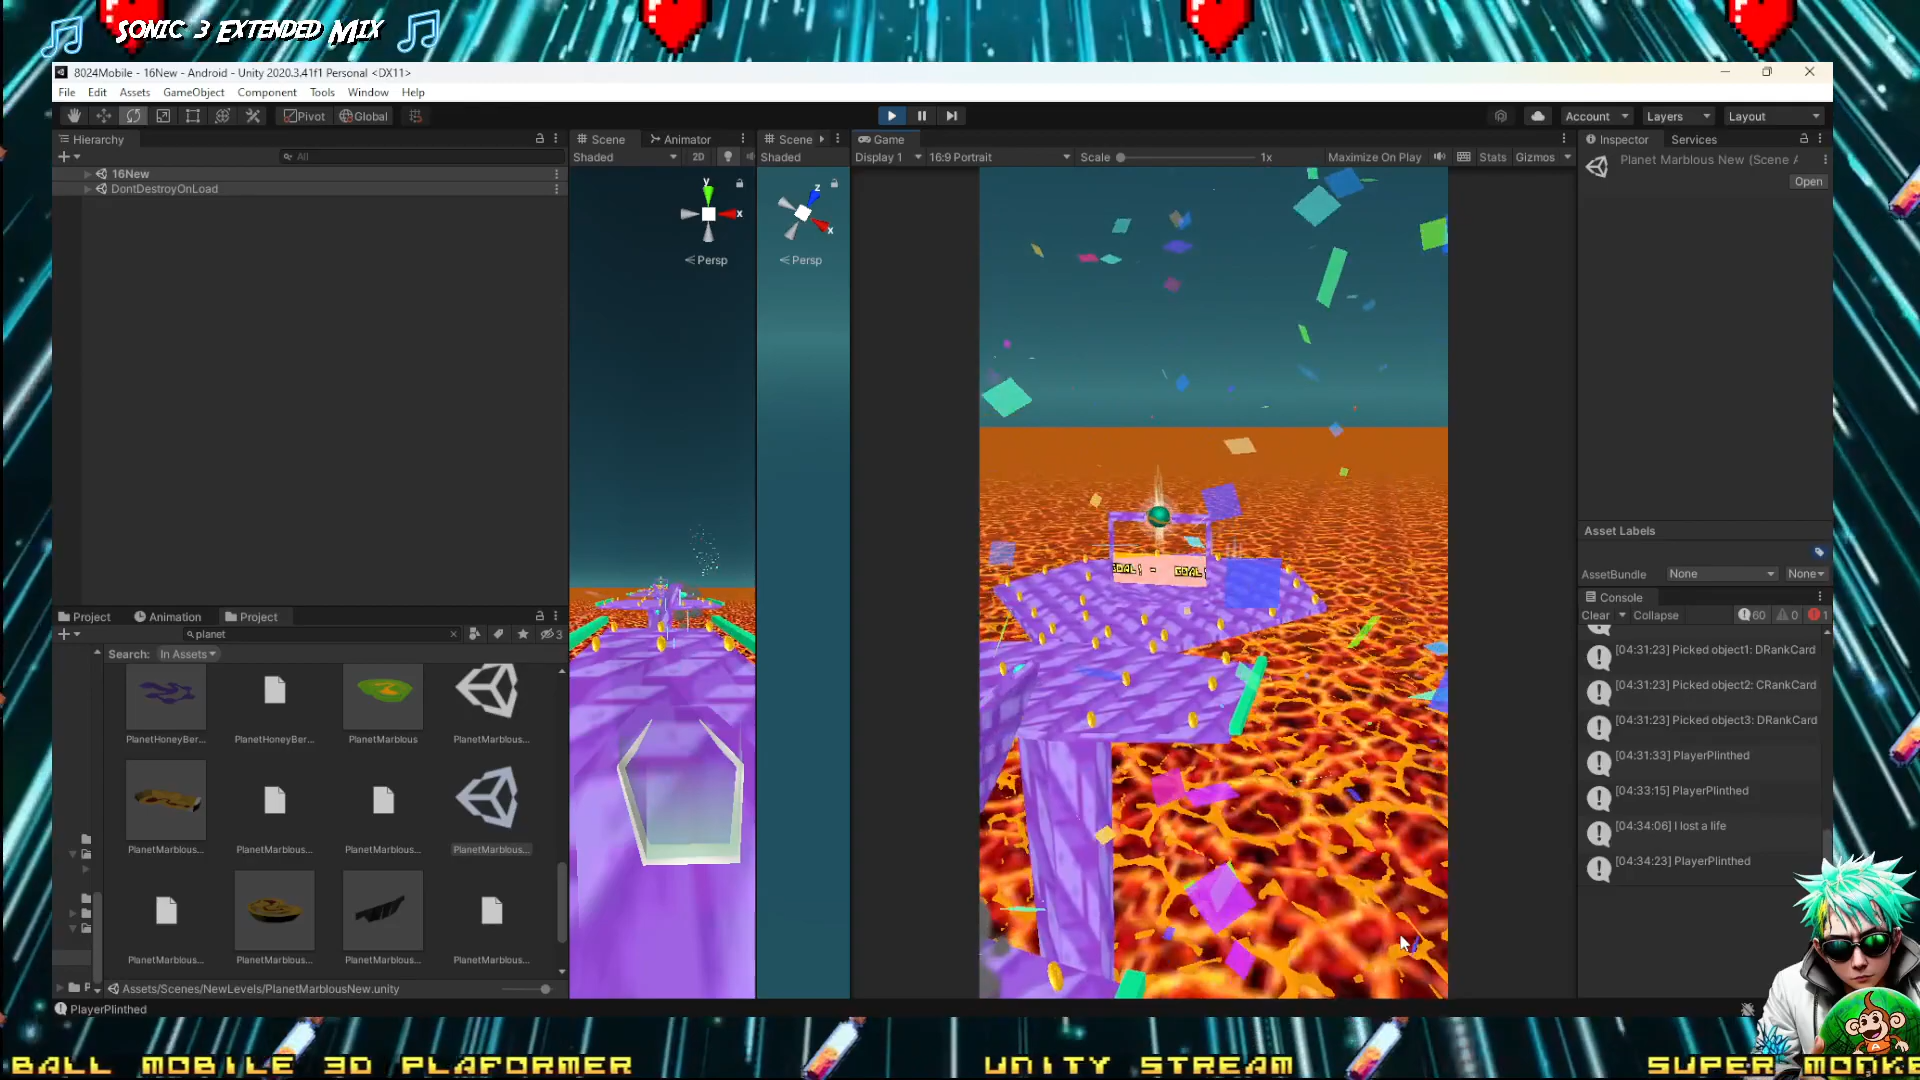 Sonic 3 Extended Mix
8024Mobile - 16New - Android - Unity 2020.3.41f1 Personal <DX11>
File Edit Assets GameObject Component Tools Window Help
Pivot Global Account Layers Layout
Hierarchy Scene Animator Scene Game Inspector Services
All Shaded 2D Shaded Display 1 16:9 Portrait Scale 1x Maximize On Play Stats Gizmos Planet Marblous New (Scene A
Open
16New
DontDestroyOnLoad
y x z x
Persp Persp
GOAL! - GOAL!
Asset Labels
AssetBundle None None
Console
Clear Collapse 60 0 1
[04:31:23] Picked object1: DRankCard
[04:31:23] Picked object2: CRankCard
[04:31:23] Picked object3: DRankCard
[04:31:33] PlayerPlinthed
[04:33:15] PlayerPlinthed
[04:34:06] I lost a life
[04:34:23] PlayerPlinthed
Project Animation Project
planet 3
Search: In Assets
PlanetHoneyBer... PlanetHoneyBer... PlanetMarblous PlanetMarblous...
PlanetMarblous... PlanetMarblous... PlanetMarblous... PlanetMarblous...
PlanetMarblous... PlanetMarblous... PlanetMarblous... PlanetMarblous...
Assets/Scenes/NewLevels/PlanetMarblousNew.unity
PlayerPlinthed
BALL MOBILE 3D PLAFORMER UNITY STREAM SUPER MONKE